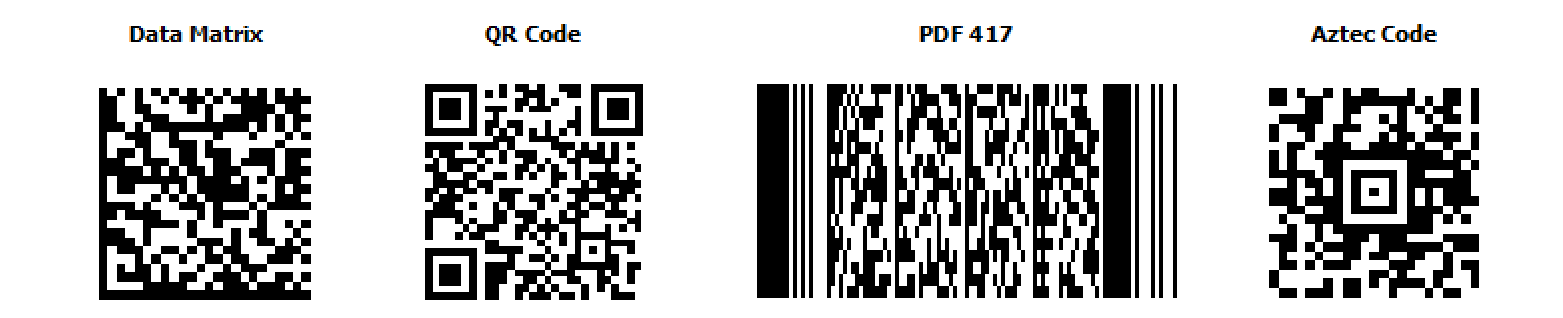 Data Matrix
QR Code
PDF 417
Aztec Code